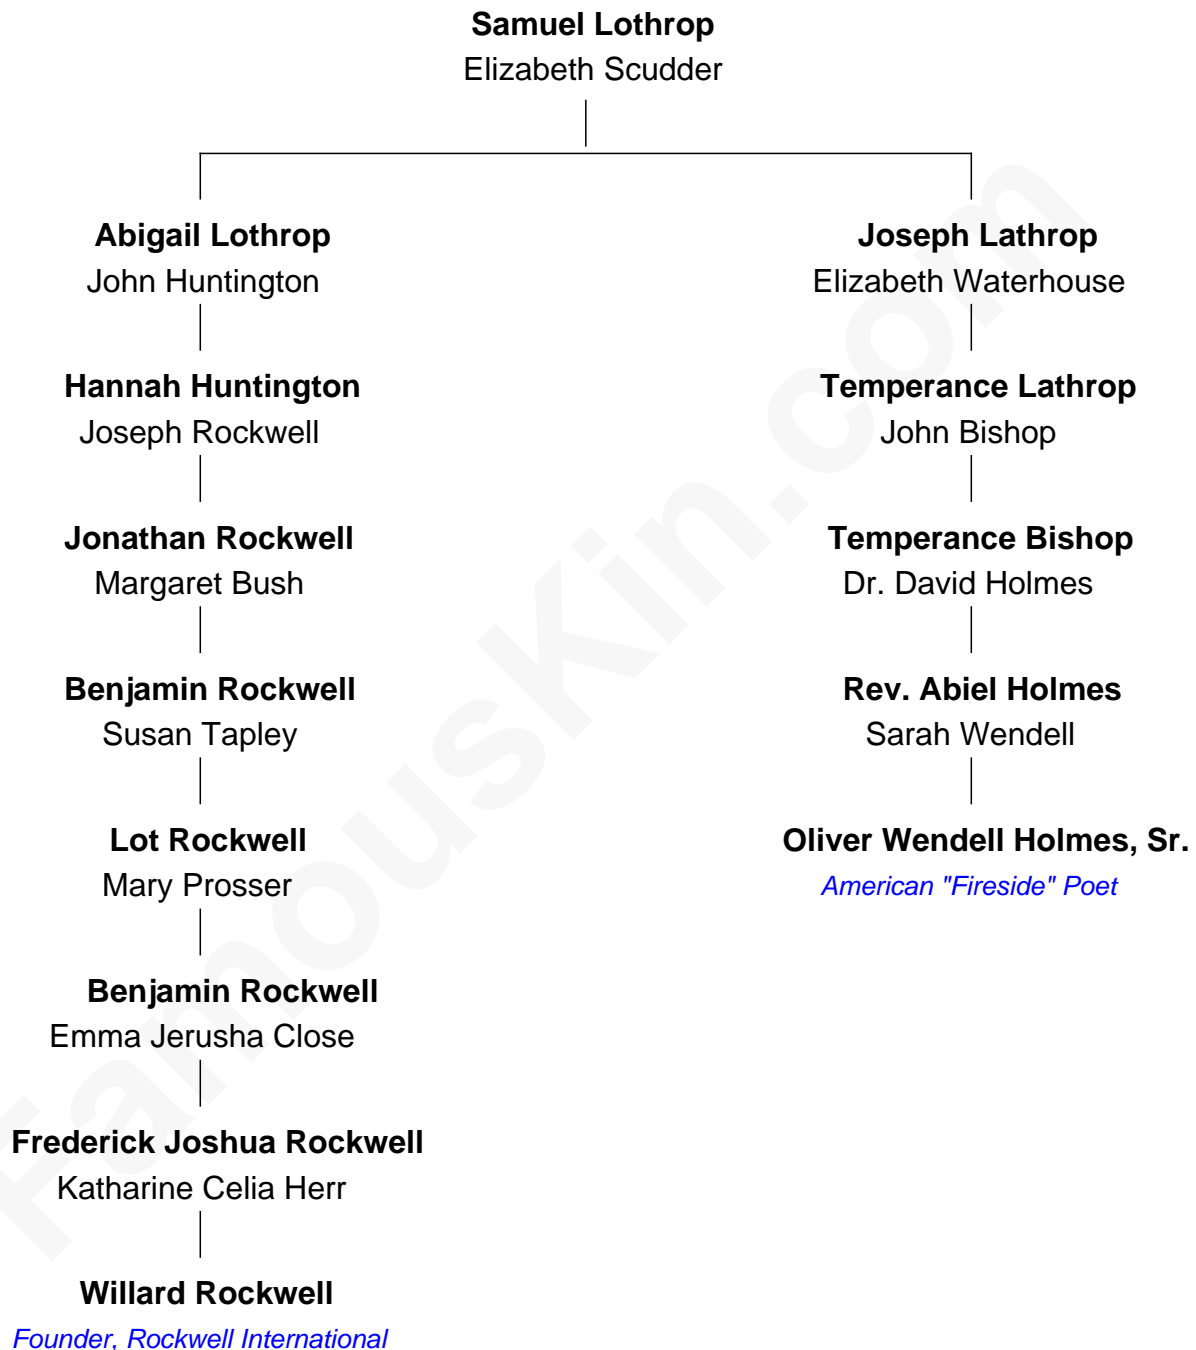 Samuel Lothrop
Elizabeth Scudder
Abigail Lothrop
John Huntington
Hannah Huntington
Joseph Rockwell
Jonathan Rockwell
Margaret Bush
Benjamin Rockwell
Susan Tapley
Lot Rockwell
Mary Prosser
Benjamin Rockwell
Emma Jerusha Close
Frederick Joshua Rockwell
Katharine Celia Herr
Willard Rockwell
Founder, Rockwell International
Joseph Lathrop
Elizabeth Waterhouse
Temperance Lathrop
John Bishop
Temperance Bishop
Dr. David Holmes
Rev. Abiel Holmes
Sarah Wendell
Oliver Wendell Holmes, Sr.
American "Fireside" Poet
FamousKin.com